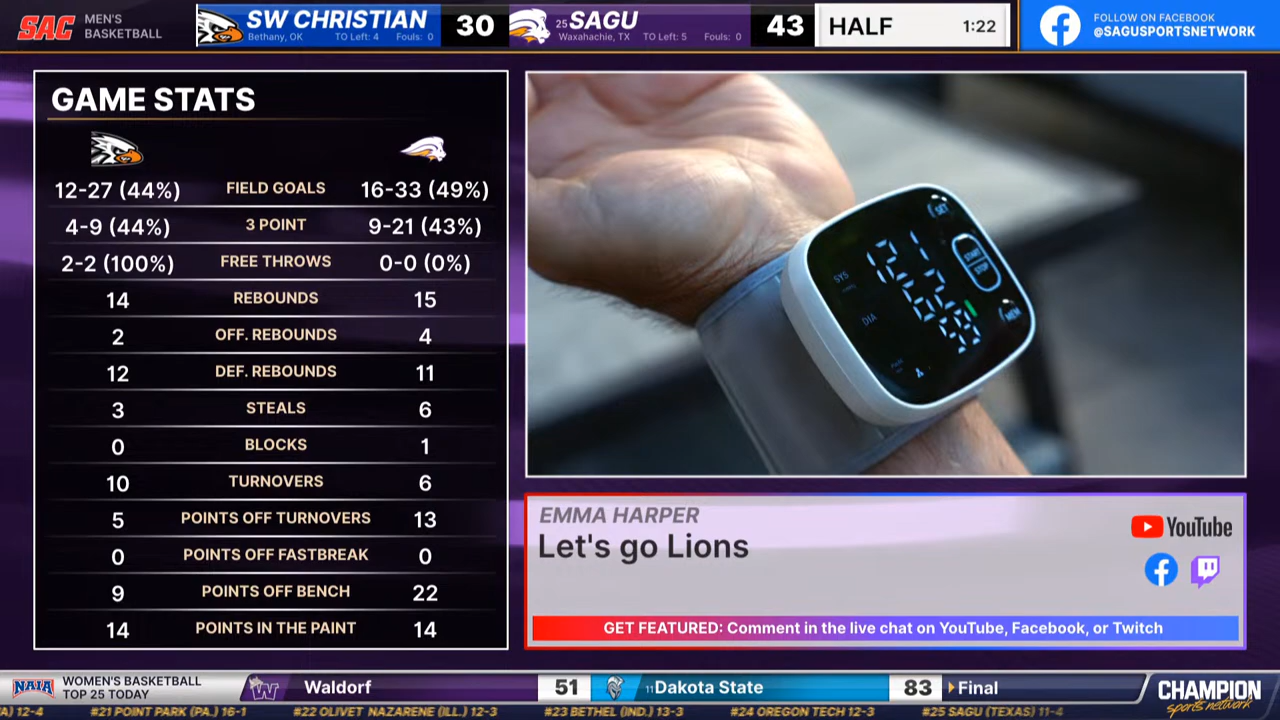 SAC
MEN'S
BASKETBALL
SW CHRISTIAN
Bethany, OK TO Left: 4 Fouls: 0
30
25 SAGU
Waxahachie, TX TO Left: 5 Fouls: 0
43
HALF 1:22
FOLLOW ON FACEBOOK
@SAGUSPORTSNETWORK
GAME STATS
12-27 (44%) FIELD GOALS 16-33 (49%)
4-9 (44%) 3 POINT 9-21 (43%)
2-2 (100%) FREE THROWS 0-0 (0%)
14 REBOUNDS 15
2 OFF. REBOUNDS 4
12 DEF. REBOUNDS 11
3 STEALS 6
0 BLOCKS 1
10 TURNOVERS 6
5 POINTS OFF TURNOVERS 13
0 POINTS OFF FASTBREAK 0
9 POINTS OFF BENCH 22
14 POINTS IN THE PAINT 14
SET
START
STOP
MEM
SYS
121
DIA
62
59
EMMA HARPER
Let's go Lions
YouTube
GET FEATURED: Comment in the live chat on YouTube, Facebook, or Twitch
NAIA
WOMEN'S BASKETBALL
TOP 25 TODAY
W
Waldorf 51
11 Dakota State 83
Final
CHAMPION
sports network
A) 12-4 #21 POINT PARK (PA.) 16-1 #22 OLIVET NAZARENE (ILL.) 12-3 #23 BETHEL (IND.) 13-3 #24 OREGON TECH 12-3 #25 SAGU (TEXAS) 11-4